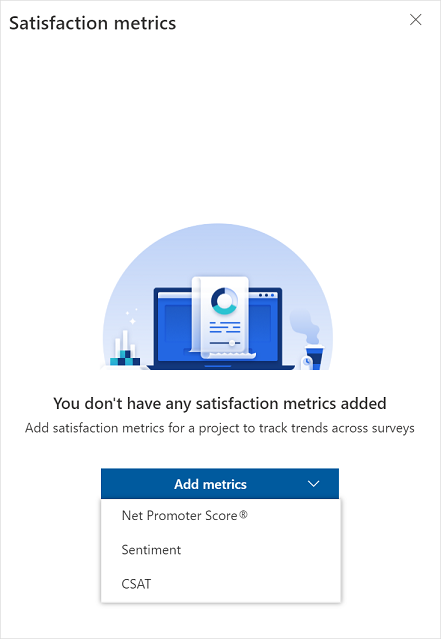 Satisfaction metrics
You don't have any satisfaction metrics added
Add satisfaction metrics for a project to track trends across surveys
Add metrics
Net Promoter Score®
Sentiment
CSAT